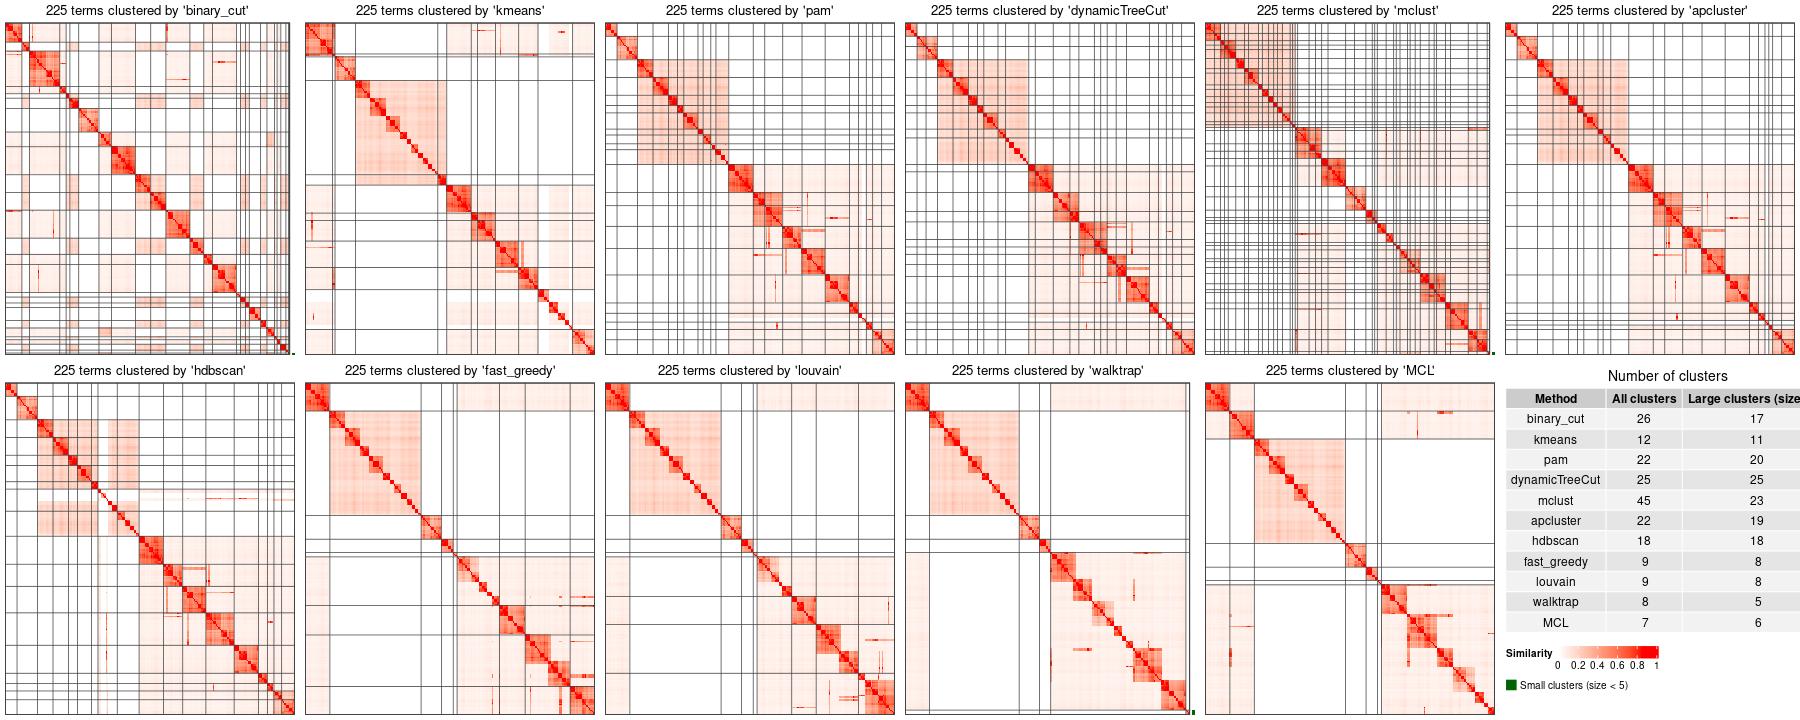 225 terms clustered by 'binary_cut'
225 terms clustered by 'kmeans'
225 terms clustered by 'pam'
225 terms clustered by 'dynamicTreeCut'
225 terms clustered by 'mclust'
225 terms clustered by 'apcluster'
225 terms clustered by 'hdbscan'
225 terms clustered by 'fast_greedy'
225 terms clustered by 'louvain'
225 terms clustered by 'walktrap'
225 terms clustered by 'MCL'
Number of clusters
Method All clusters Large clusters (size
binary_cut 26 17
kmeans 12 11
pam 22 20
dynamicTreeCut 25 25
mclust 45 23
apcluster 22 19
hdbscan 18 18
fast_greedy 9 8
louvain 9 8
walktrap 8 5
MCL 7 6
Similarity
0 0.2 0.4 0.6 0.8 1
Small clusters (size < 5)